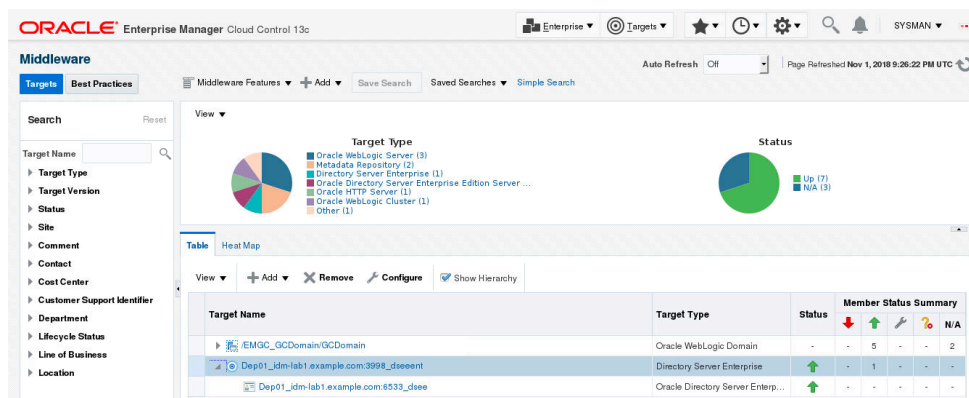 ORACLE® Enterprise Manager Cloud Control 13c
Enterprise Targets SYSMAN
Middleware
Auto Refresh Off Page Refreshed Nov 1, 2018 9:26:22 PM UTC
Targets Best Practices
Middleware Features Add Save Search Saved Searches Simple Search
Search Reset
Target Name
Target Type
Target Version
Status
Site
Comment
Contact
Cost Center
Customer Support Identifier
Department
Lifecycle Status
Line of Business
Location
View
Target Type
Oracle WebLogic Server (3)
Metadata Repository (2)
Directory Server Enterprise (1)
Oracle Directory Server Enterprise Edition Server ...
Oracle HTTP Server (1)
Oracle WebLogic Cluster (1)
Other (1)
Status
Up (7)
N/A (3)
Table Heat Map
View Add Remove Configure Show Hierarchy
Target Name Target Type Status Member Status Summary
N/A
/EMGC_GCDomain/GCDomain Oracle WebLogic Domain - - 5 - - 2
Dep01_idm-lab1.example.com:3998_dseeent Directory Server Enterprise - 1 - - -
Dep01_idm-lab1.example.com:6533_dsee Oracle Directory Server Enterp... - - - - -